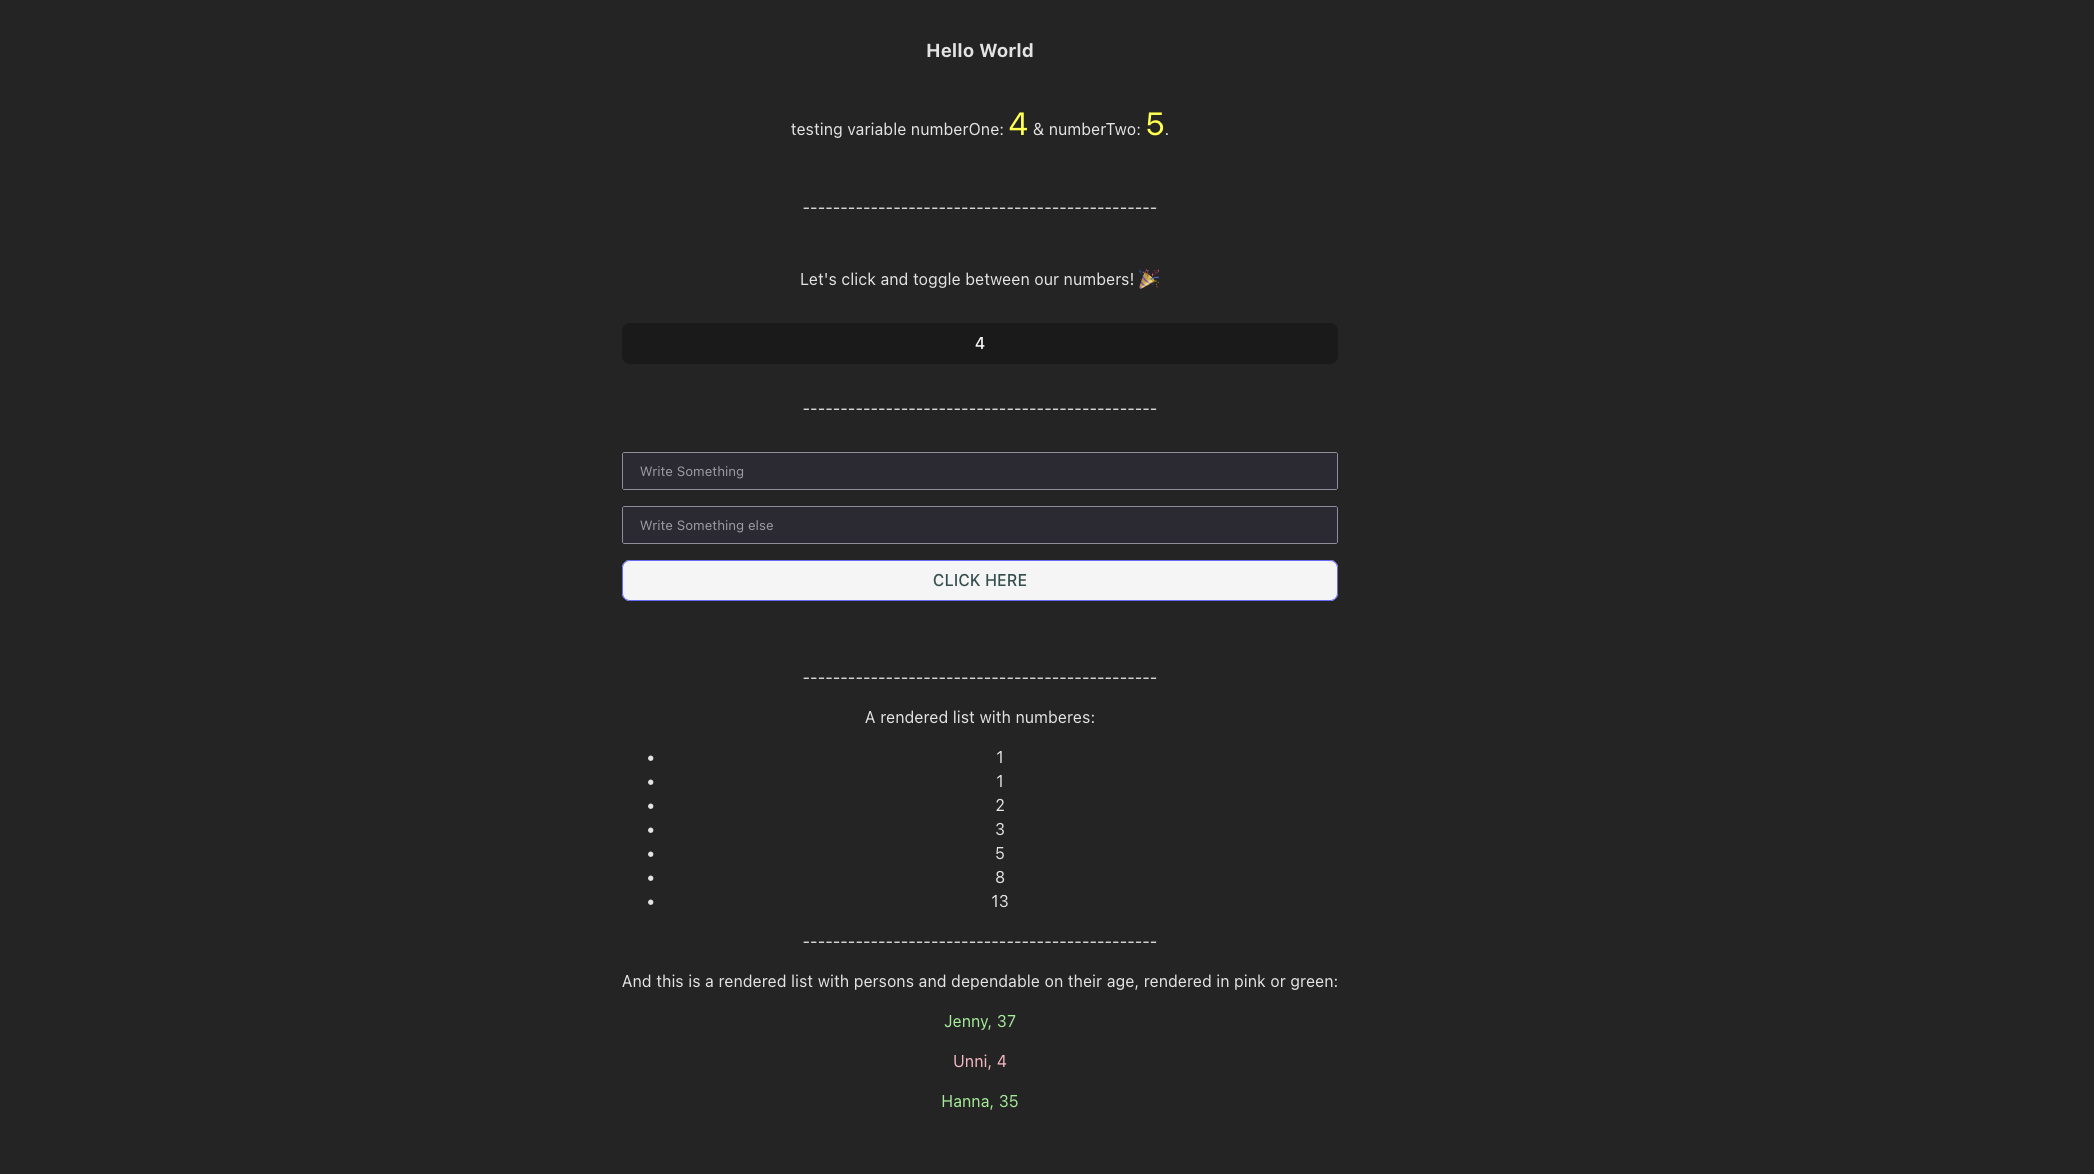 Hello World
testing variable numberOne: 4 & numberTwo: 5.
-----------------------------------------------
Let's click and toggle between our numbers! 🎉
4
-----------------------------------------------
Write Something
Write Something else
CLICK HERE
-----------------------------------------------
A rendered list with numberes:
• 1
• 1
• 2
• 3
• 5
• 8
• 13
-----------------------------------------------
And this is a rendered list with persons and dependable on their age, rendered in pink or green:
Jenny, 37
Unni, 4
Hanna, 35